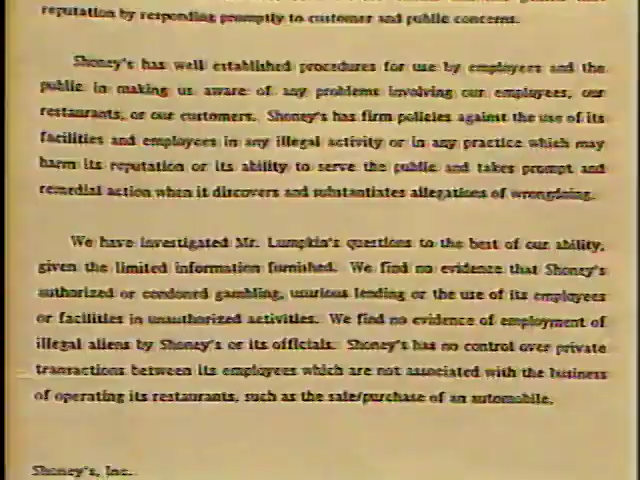 reputation by responding promptly to customer and public concerns.
Shoney's has well established procedures for use by employees and the
public in making us aware of any problems involving our employees, our
restaurants, or our customers. Shoney's has firm policies against the use of its
facilities and employees in any illegal activity or in any practice which may
harm its reputation or its ability to serve the public and takes prompt and
remedial action when it discovers and substantiates allegations of wrongdoing.
We have investigated Mr. Lumpkin's questions to the best of our ability,
given the limited information furnished. We find no evidence that Shoney's
authorized or condoned gambling, usurious lending or the use of its employees
or facilities in unauthorized activities. We find no evidence of employment of
illegal aliens by Shoney's or its officials. Shoney's has no control over private
transactions between its employees which are not associated with the business
of operating its restaurants, such as the sale/purchase of an automobile.
Shoney's, Inc.